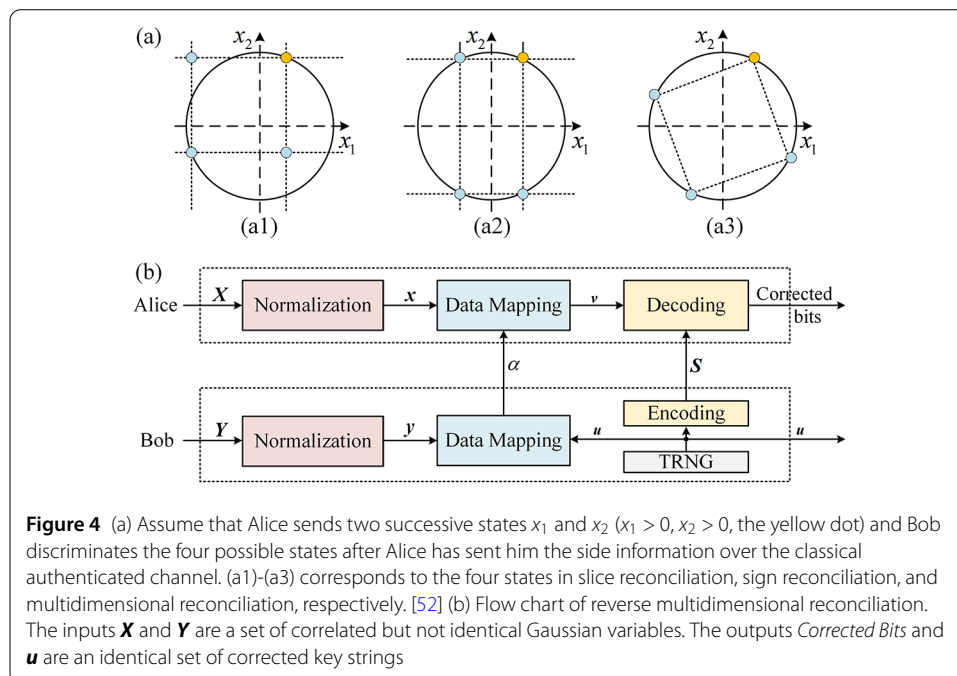 (a)
x₂
x₁
(a1)
x₂
x₁
(a2)
x₂
x₁
(a3)
(b)
Alice
X
Normalization
x
Data Mapping
v
Decoding
Corrected
bits
α
S
Encoding
Bob
Y
Normalization
y
Data Mapping
u
u
TRNG
Figure 4 (a) Assume that Alice sends two successive states x₁ and x₂ (x₁ > 0, x₂ > 0, the yellow dot) and Bob
discriminates the four possible states after Alice has sent him the side information over the classical
authenticated channel. (a1)-(a3) corresponds to the four states in slice reconciliation, sign reconciliation, and
multidimensional reconciliation, respectively. [52] (b) Flow chart of reverse multidimensional reconciliation.
The inputs X and Y are a set of correlated but not identical Gaussian variables. The outputs Corrected Bits and
u are an identical set of corrected key strings